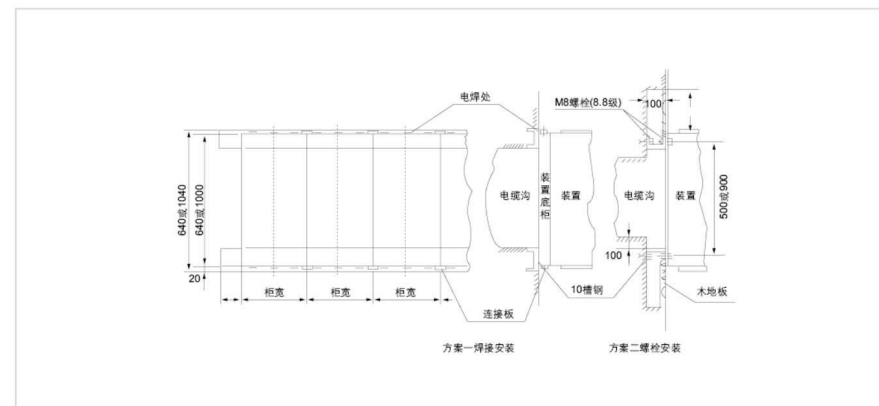 电焊处
M8螺栓(8.8级)
100
640或1040
640或1000
电缆沟
装置底柜
装置
电缆沟
装置
500或900
100
20
柜宽
柜宽
柜宽
10槽钢
木地板
连接板
方案一焊接安装
方案二螺栓安装